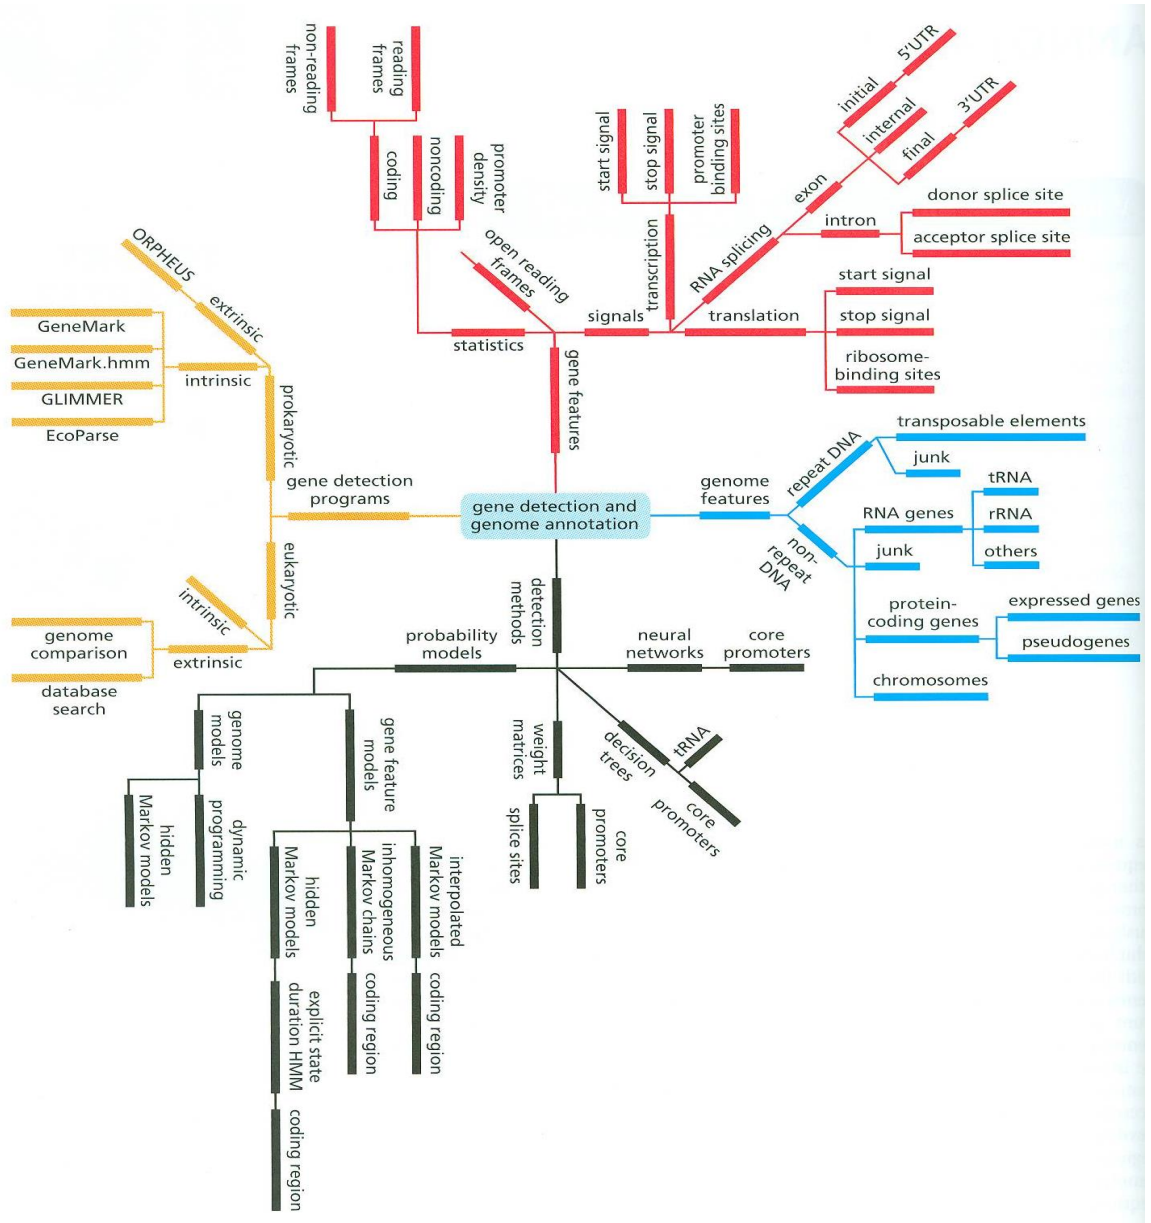 non-reading
frames
reading
frames
coding
noncoding
promoter
density
open reading
frames
statistics
start signal
stop signal
promoter
binding sites
transcription
signals
RNA splicing
exon
initial
5'UTR
internal
final
3'UTR
intron
donor splice site
acceptor splice site
translation
start signal
stop signal
ribosome-
binding sites
gene features
ORPHEUS
extrinsic
GeneMark
GeneMark.hmm
GLIMMER
EcoParse
intrinsic
prokaryotic
gene detection
programs
eukaryotic
intrinsic
extrinsic
genome
comparison
database
search
gene detection and
genome annotation
genome
features
repeat DNA
transposable elements
junk
non-
repeat
DNA
RNA genes
tRNA
rRNA
others
junk
protein-
coding genes
expressed genes
pseudogenes
chromosomes
detection
methods
probability
models
neural
networks
core
promoters
genome
models
gene feature
models
weight
matrices
decision
trees
tRNA
core
promoters
hidden
Markov models
dynamic
programming
splice sites
core
promoters
hidden
Markov models
inhomogeneous
Markov chains
interpolated
Markov models
explicit state
duration HMM
coding region
coding region
coding region